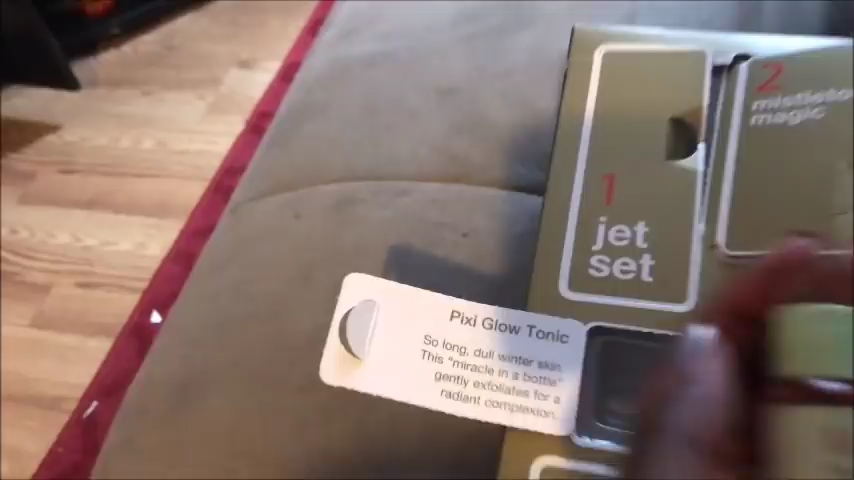 1
jet
set
2
mistletoe
magic
Pixi Glow Tonic
So long, dull winter skin.
This "miracle in a bottle"
gently exfoliates for a
radiant complexion.